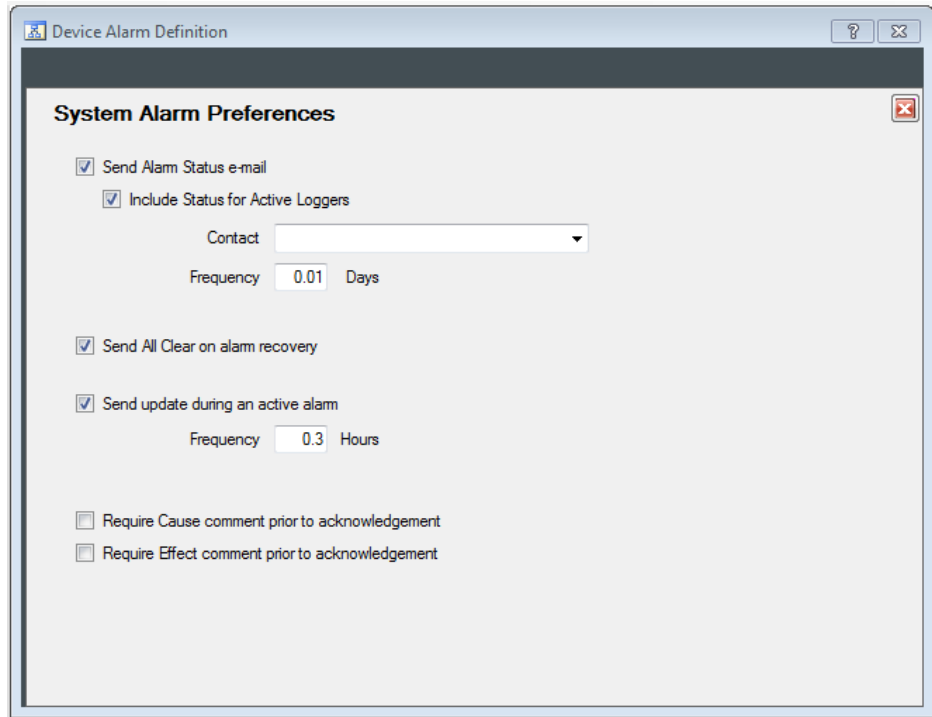 Device Alarm Definition
System Alarm Preferences
Send Alarm Status e-mail
Include Status for Active Loggers
Contact
Frequency 0.01 Days
Send All Clear on alarm recovery
Send update during an active alarm
Frequency 0.3 Hours
Require Cause comment prior to acknowledgement
Require Effect comment prior to acknowledgement